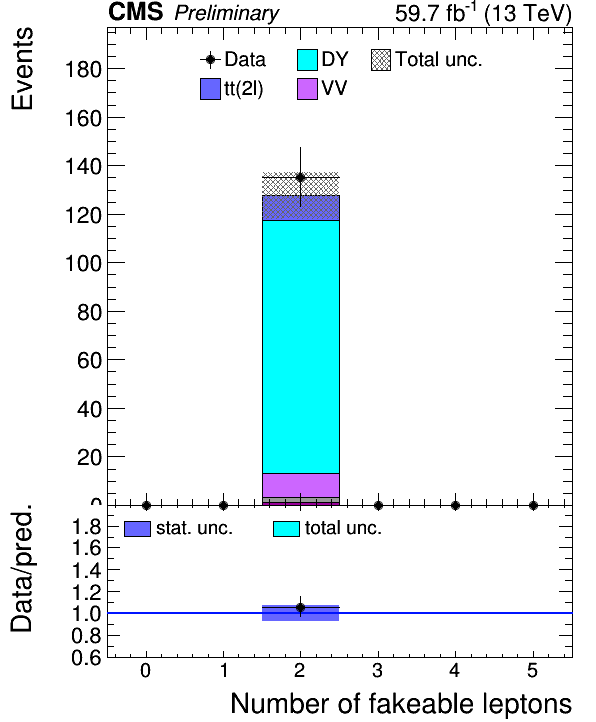 CMS Preliminary 59.7 fb⁻¹ (13 TeV)
Events
Data DY Total unc.
tt(2l) VV
180
160
140
120
100
80
60
40
20
0
Data/pred.
stat. unc. total unc.
1.8
1.6
1.4
1.2
1.0
0.8
0.6
0 1 2 3 4 5
Number of fakeable leptons